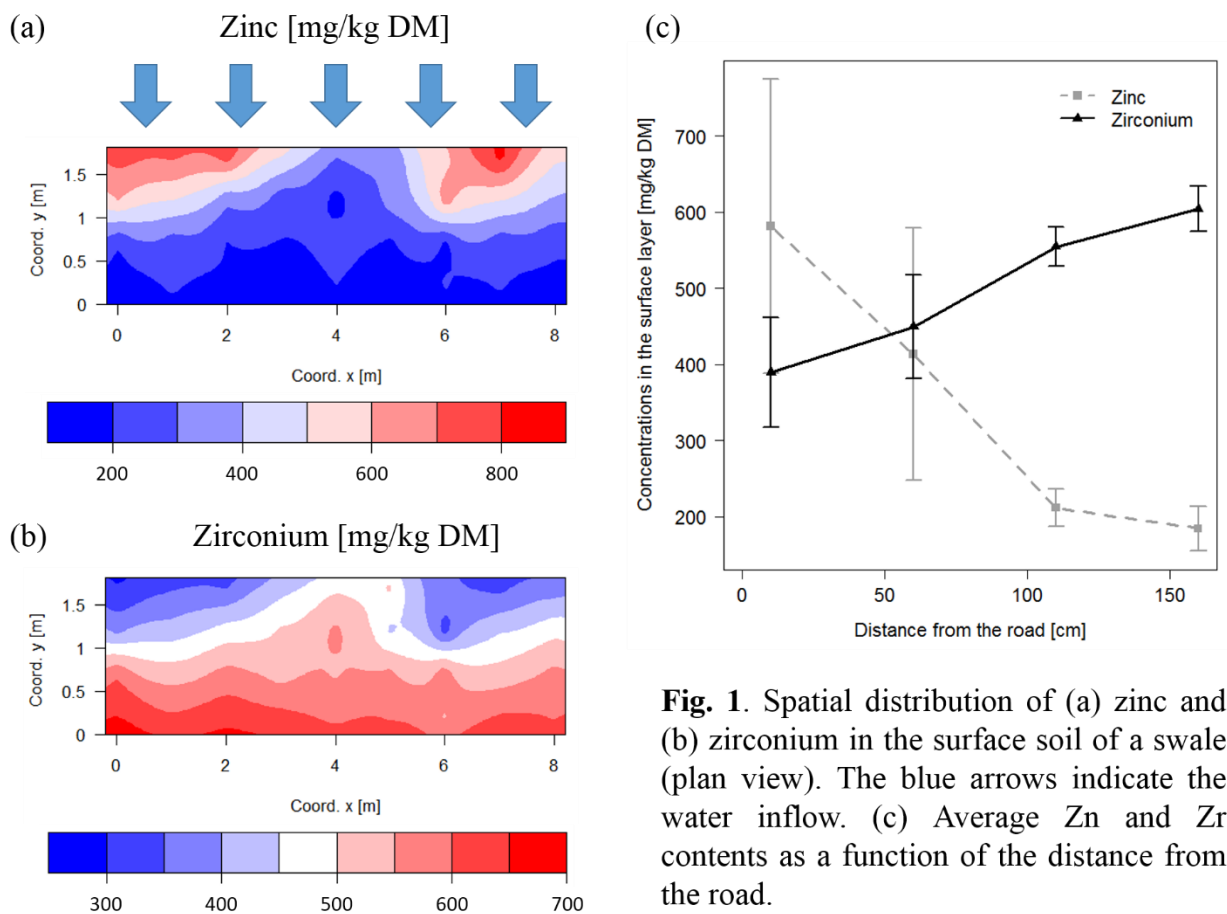 (a)
Zinc [mg/kg DM]
Coord. y [m]
1.5
1
0.5
0
0 2 4 6 8
Coord. x [m]
200 400 600 800
(b)
Zirconium [mg/kg DM]
Coord. y [m]
1.5
1
0.5
0
0 2 4 6 8
Coord. x [m]
300 400 500 600 700
(c)
Concentrations in the surface layer [mg/kg DM]
700
600
500
400
300
200
Zinc
Zirconium
0 50 100 150
Distance from the road [cm]
Fig. 1. Spatial distribution of (a) zinc and
(b) zirconium in the surface soil of a swale
(plan view). The blue arrows indicate the
water inflow. (c) Average Zn and Zr
contents as a function of the distance from
the road.